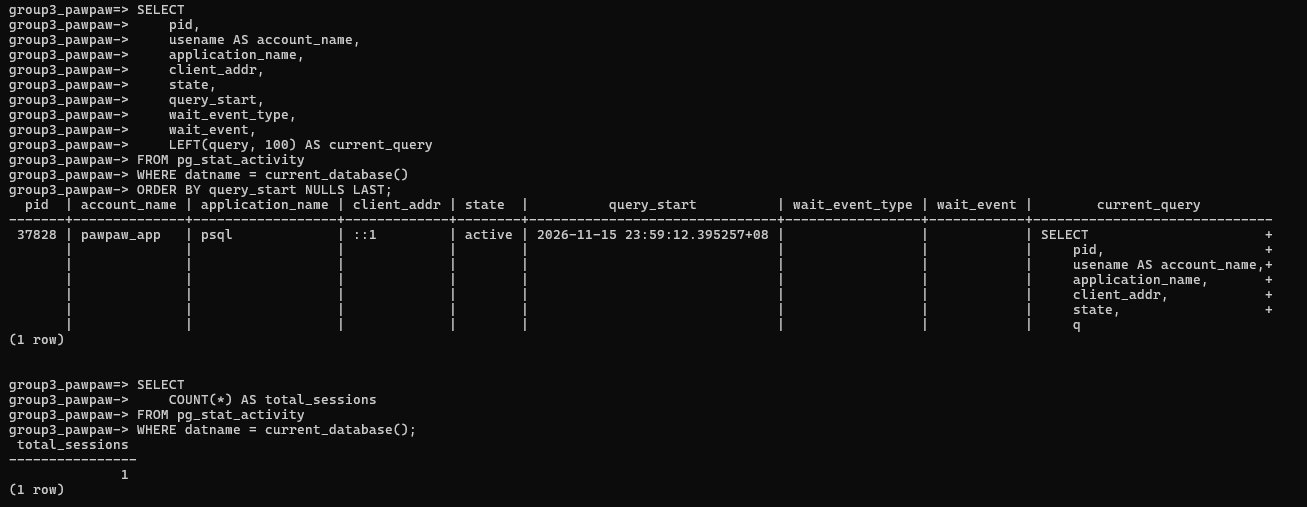 group3_pawpaw=> SELECT
group3_pawpaw->     pid,
group3_pawpaw->     usename AS account_name,
group3_pawpaw->     application_name,
group3_pawpaw->     client_addr,
group3_pawpaw->     state,
group3_pawpaw->     query_start,
group3_pawpaw->     wait_event_type,
group3_pawpaw->     wait_event,
group3_pawpaw->     LEFT(query, 100) AS current_query
group3_pawpaw-> FROM pg_stat_activity
group3_pawpaw-> WHERE datname = current_database()
group3_pawpaw-> ORDER BY query_start NULLS LAST;
  pid  | account_name | application_name | client_addr | state  |          query_start          | wait_event_type | wait_event |        current_query
-------+--------------+------------------+-------------+--------+-------------------------------+-----------------+------------+------------------------------
 37828 | pawpaw_app   | psql             | ::1         | active | 2026-11-15 23:59:12.395257+08 |                 |            | SELECT                      +
       |              |                  |             |        |                               |                 |            |     pid,                    +
       |              |                  |             |        |                               |                 |            |     usename AS account_name,+
       |              |                  |             |        |                               |                 |            |     application_name,       +
       |              |                  |             |        |                               |                 |            |     client_addr,            +
       |              |                  |             |        |                               |                 |            |     state,                  +
       |              |                  |             |        |                               |                 |            |     q
(1 row)
group3_pawpaw=> SELECT
group3_pawpaw->     COUNT(*) AS total_sessions
group3_pawpaw-> FROM pg_stat_activity
group3_pawpaw-> WHERE datname = current_database();
 total_sessions
----------------
              1
(1 row)